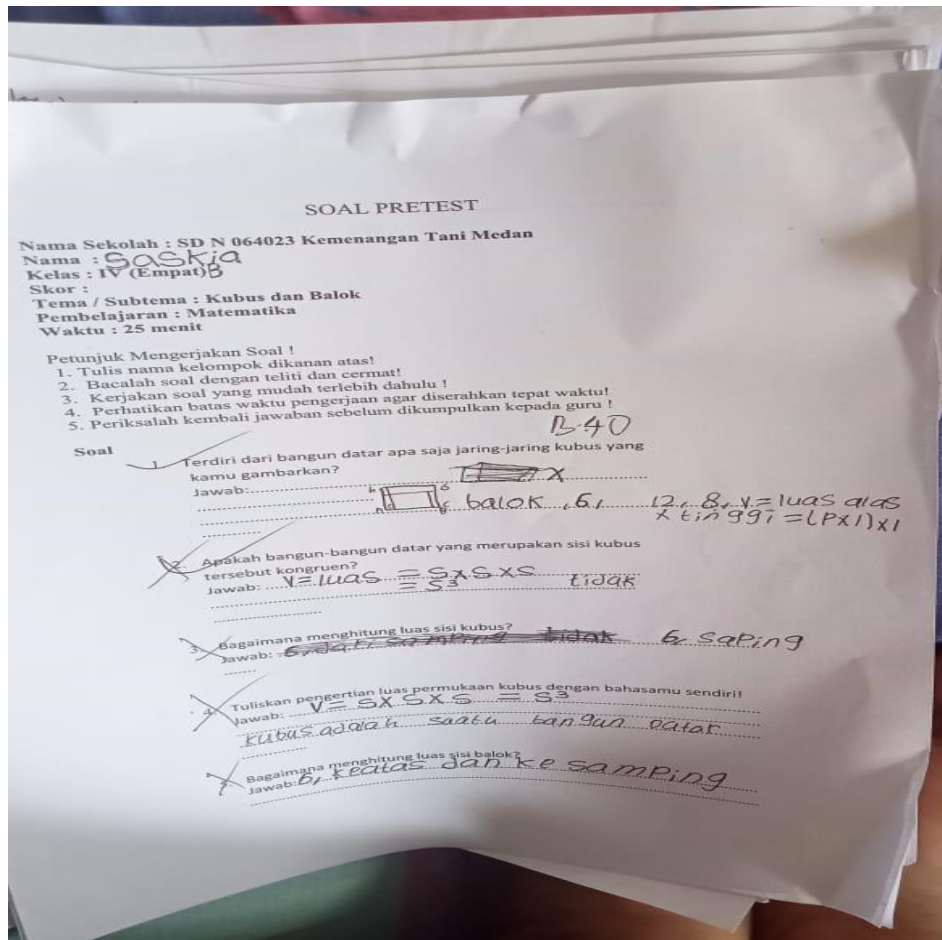 SOAL PRETEST
Nama Sekolah : SD N 064023 Kemenangan Tani Medan
Nama : Saskia
Kelas : IV (Empat)B
Skor :
Tema / Subtema : Kubus dan Balok
Pembelajaran : Matematika
Waktu : 25 menit
Petunjuk Mengerjakan Soal !
1. Tulis nama kelompok dikanan atas!
2. Bacalah soal dengan teliti dan cermat!
3. Kerjakan soal yang mudah terlebih dahulu !
4. Perhatikan batas waktu pengerjaan agar diserahkan tepat waktu!
5. Periksalah kembali jawaban sebelum dikumpulkan kepada guru !
B.40
Soal
1. Terdiri dari bangun datar apa saja jaring-jaring kubus yang
kamu gambarkan?
Jawab: X
balok, 6, 12, 8, V = luas alas
x tinggi = (Px1)x1
2. Apakah bangun-bangun datar yang merupakan sisi kubus
tersebut kongruen?
Jawab: V = luas = SxSxS tidak
= S³
3. Bagaimana menghitung luas sisi kubus?
Jawab: 6, saping
4. Tuliskan pengertian luas permukaan kubus dengan bahasamu sendiri!
Jawab: V = SXSXS = S³
kubus adalah saatu bangun datar
5. Bagaimana menghitung luas sisi balok?
Jawab: 6, keatas dan ke samping